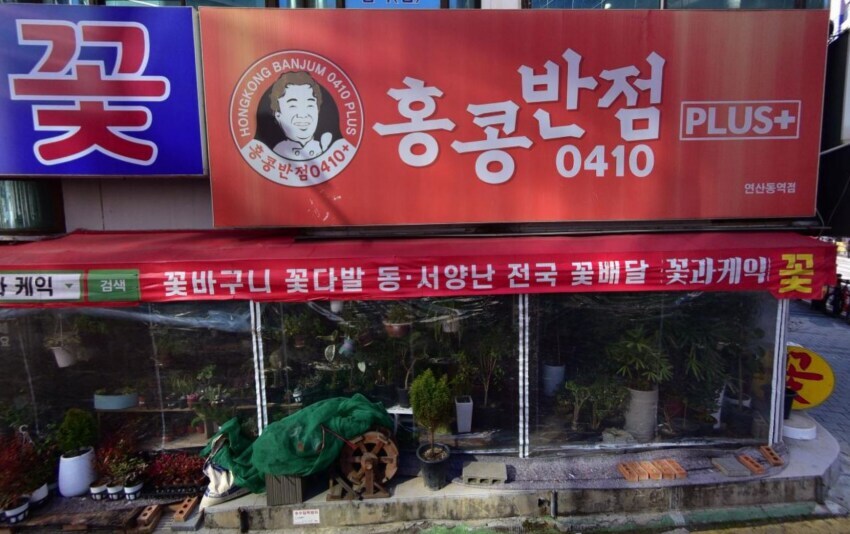 꽃
HONGKONG BANJUM 0410 PLUS
홍콩반점0410+
홍콩반점
0410
PLUS+
연산동역점
케익
검색
꽃바구니 꽃다발 동·서양난 전국 꽃배달 꽃과케익 꽃
꽃